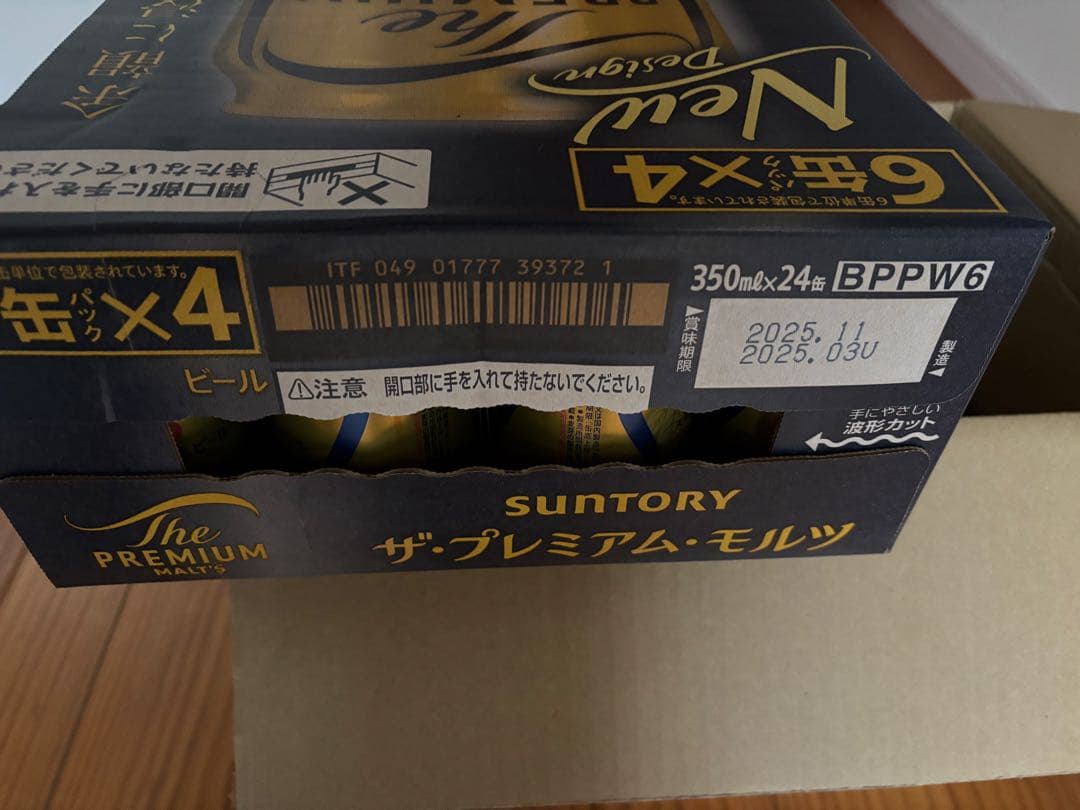 The
PREMIUM
New
Design
6缶パック×4
6缶単位で包装されています。
開口部に手を入れ
持たないでくださ
缶単位で包装されています。
缶パック×4
ビール
ITF 049 01777 39372 1
350ml×24缶 BPPW6
賞味期限
2025.11
2025.03U
製造
⚠注意 開口部に手を入れて持たないでください。
手にやさしい
波形カット
The
PREMIUM
MALT'S
SUNTORY
ザ・プレミアム・モルツ